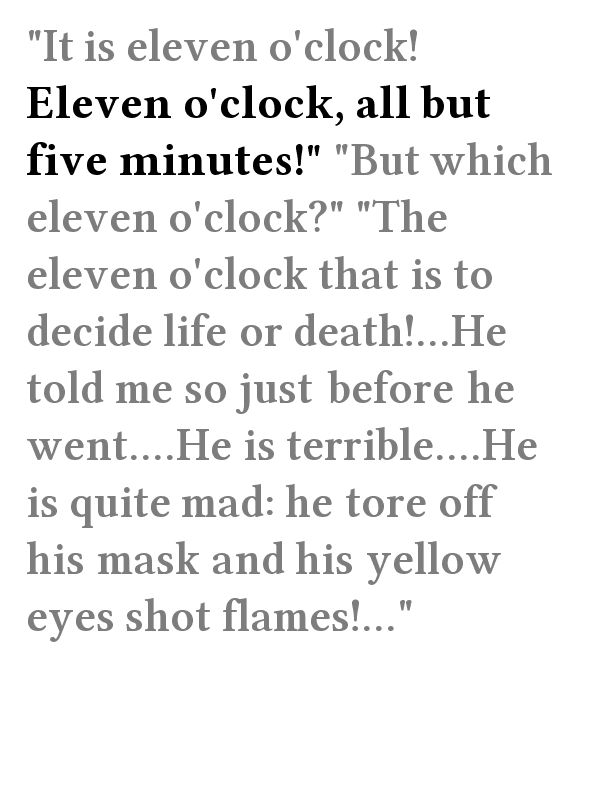 "It is eleven o'clock!
Eleven o'clock, all but
five minutes!" "But which
eleven o'clock?" "The
eleven o'clock that is to
decide life or death!...He
told me so just before he
went....He is terrible....He
is quite mad: he tore off
his mask and his yellow
eyes shot flames!..."